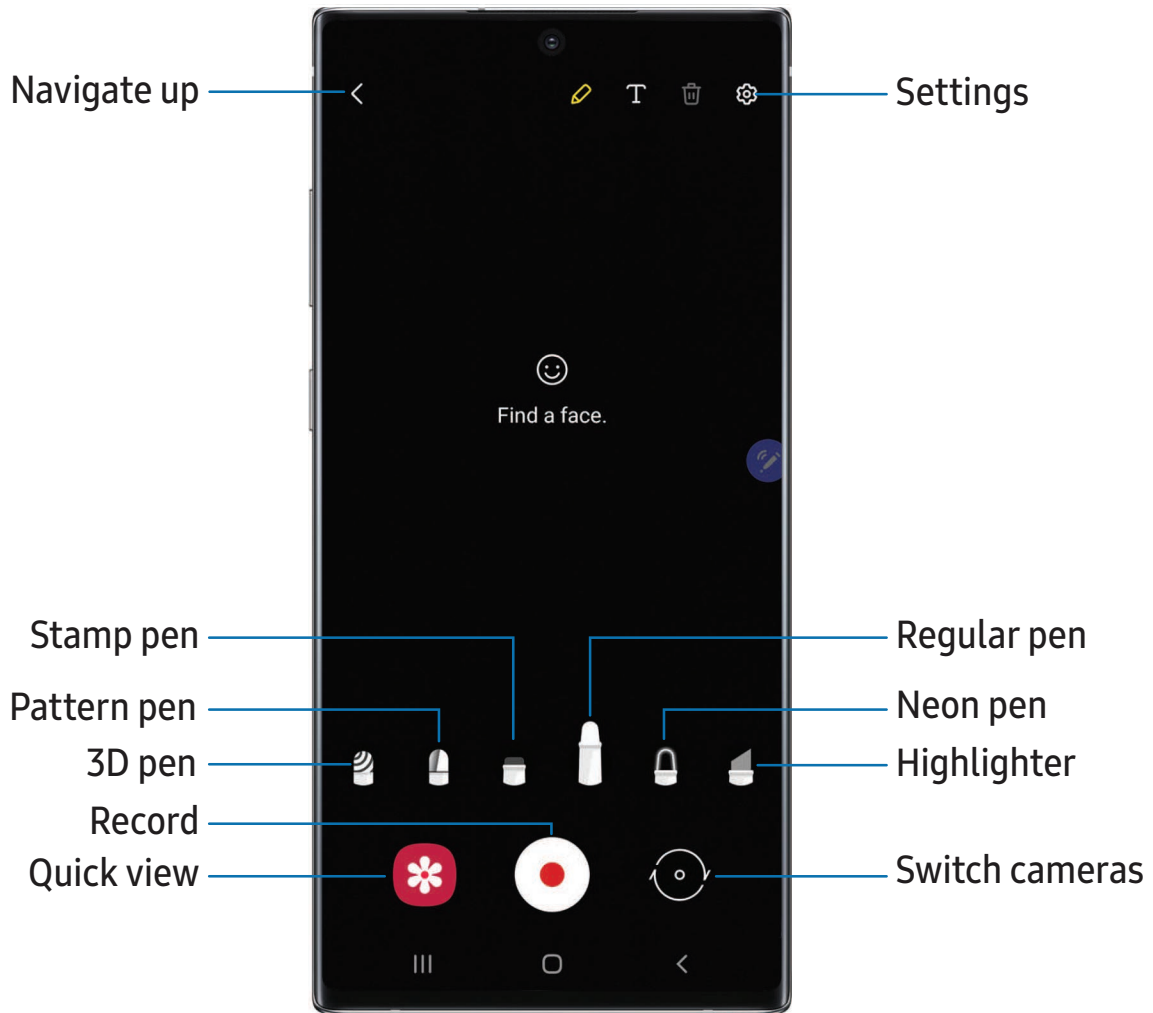 Navigate up
Settings
T
Find a face.
Stamp pen
Regular pen
Pattern pen
Neon pen
3D pen
Highlighter
Record
Quick view
Switch cameras